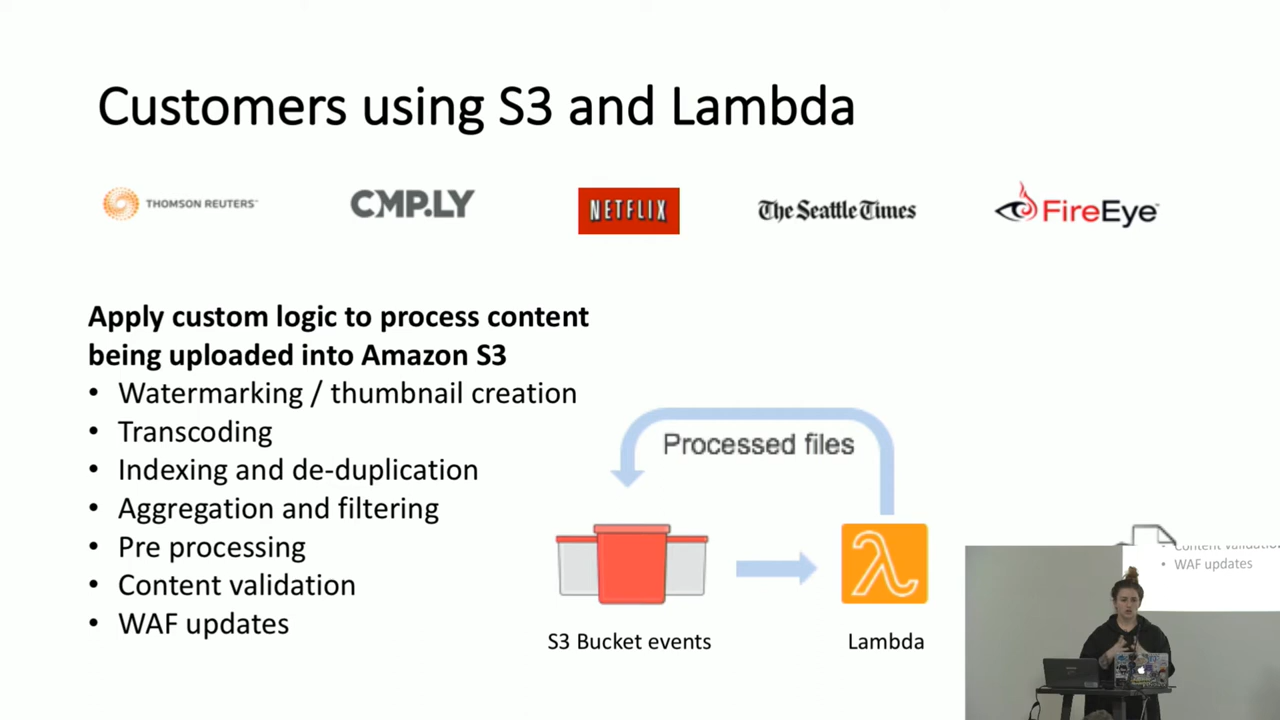 Customers using S3 and Lambda
THOMSON REUTERS™
CMP.LY
NETFLIX
The Seattle Times
FireEye™
Apply custom logic to process content
being uploaded into Amazon S3
• Watermarking / thumbnail creation
• Transcoding
• Indexing and de-duplication
• Aggregation and filtering
• Pre processing
• Content validation
• WAF updates
Processed files
S3 Bucket events
Lambda
• Content validation
• WAF updates